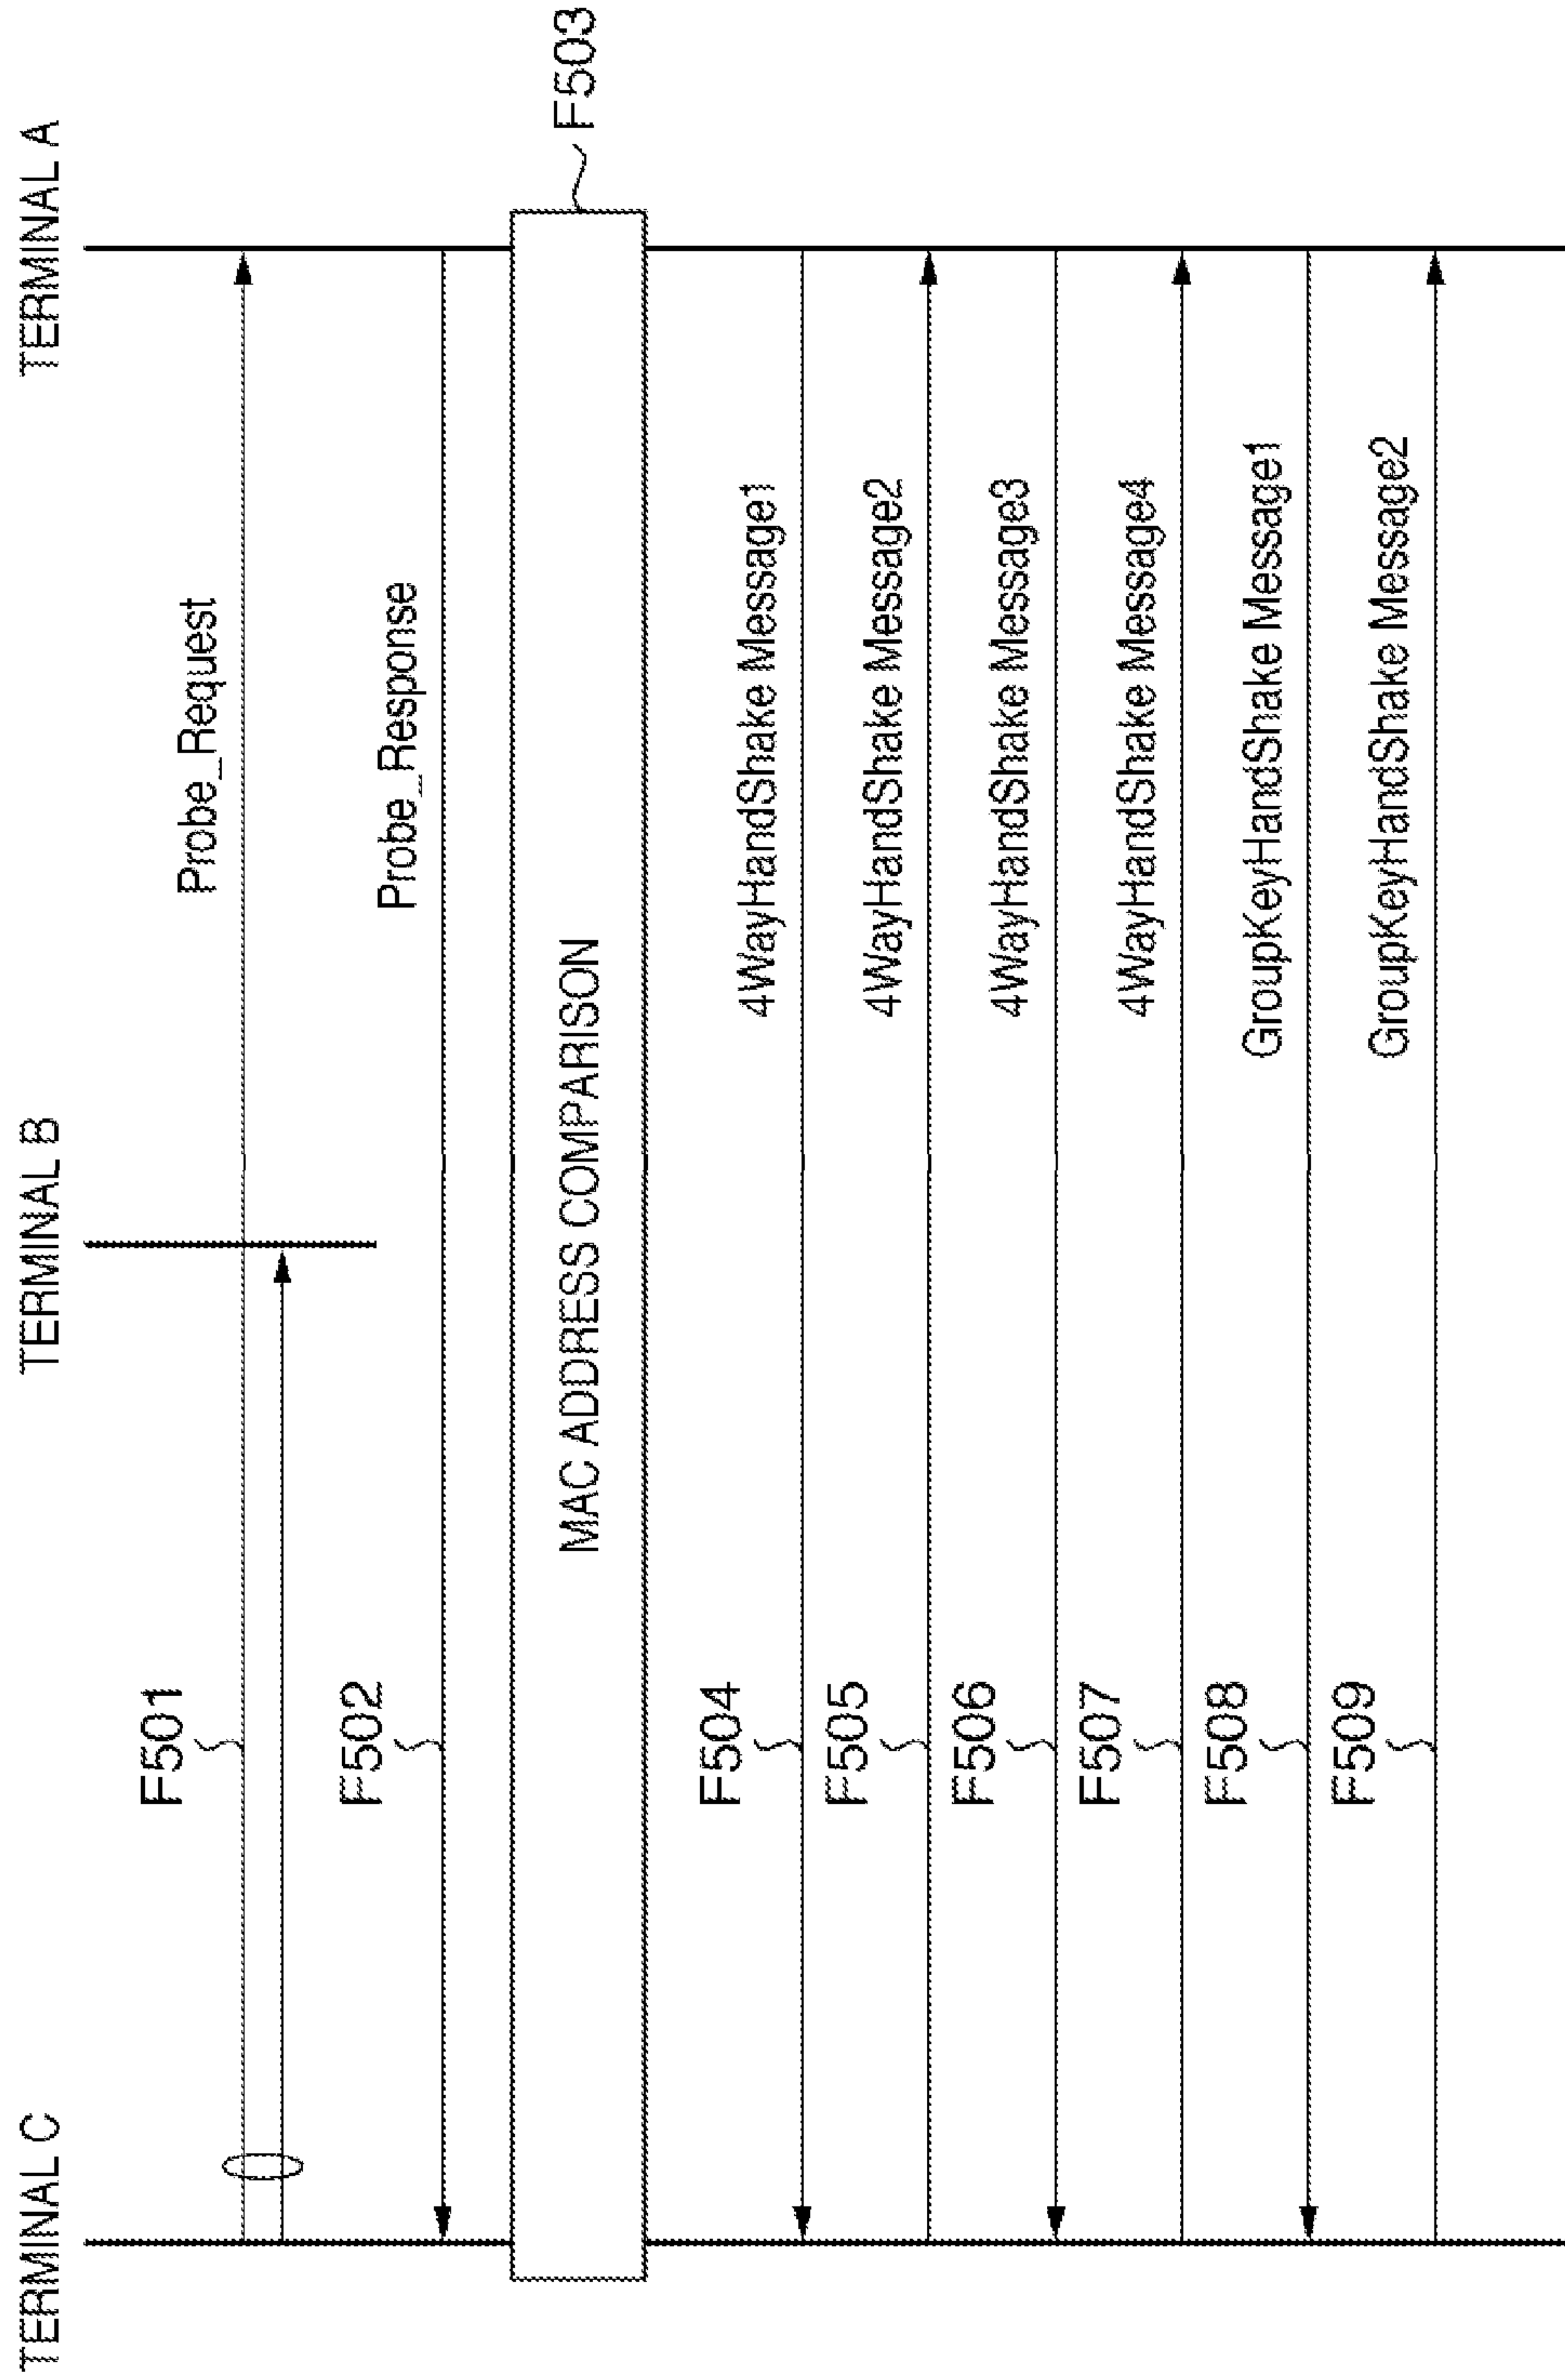 TERMINAL C
TERMINAL B
TERMINAL A
F501
Probe_Request
F502
Probe_Response
MAC ADDRESS COMPARISON
F503
F504
4WayHandShake Message1
F505
4WayHandShake Message2
F506
4WayHandShake Message3
F507
4WayHandShake Message4
F508
GroupKeyHandShake Message1
F509
GroupKeyHandShake Message2